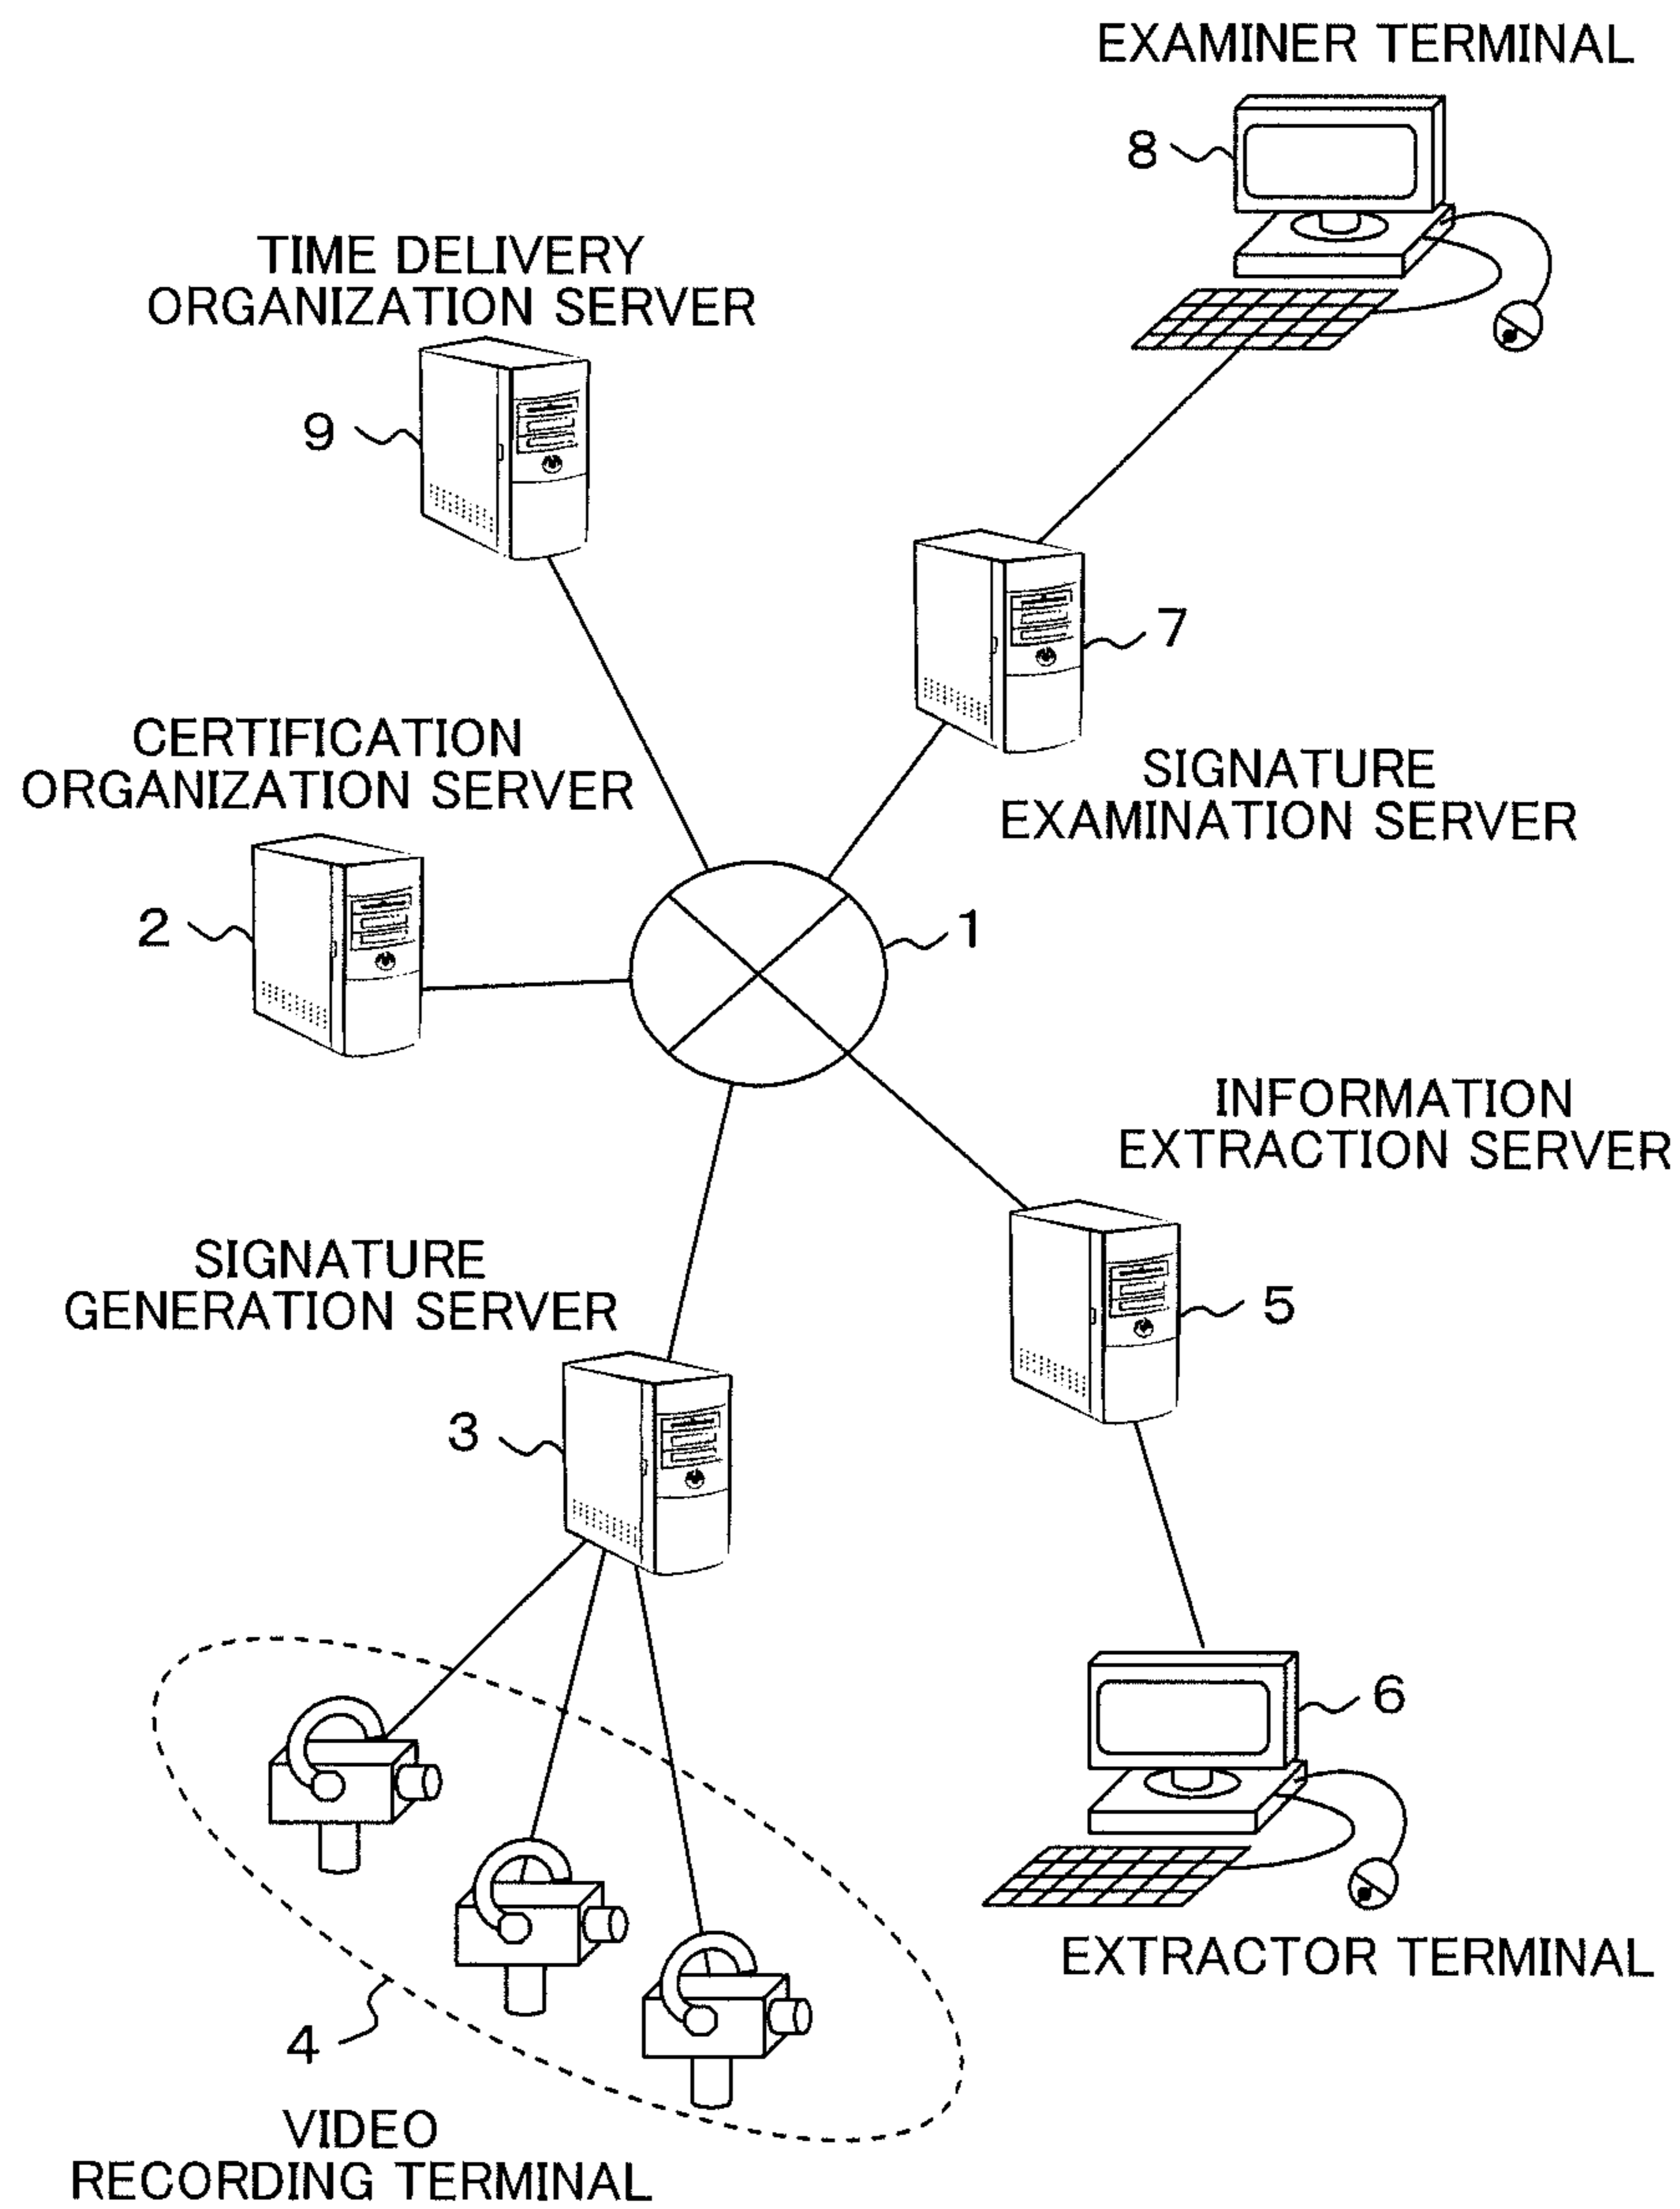 EXAMINER TERMINAL
8
TIME DELIVERY
ORGANIZATION SERVER
9
7
SIGNATURE
EXAMINATION SERVER
CERTIFICATION
ORGANIZATION SERVER
2
1
INFORMATION
EXTRACTION SERVER
5
SIGNATURE
GENERATION SERVER
3
6
EXTRACTOR TERMINAL
4
VIDEO
RECORDING TERMINAL